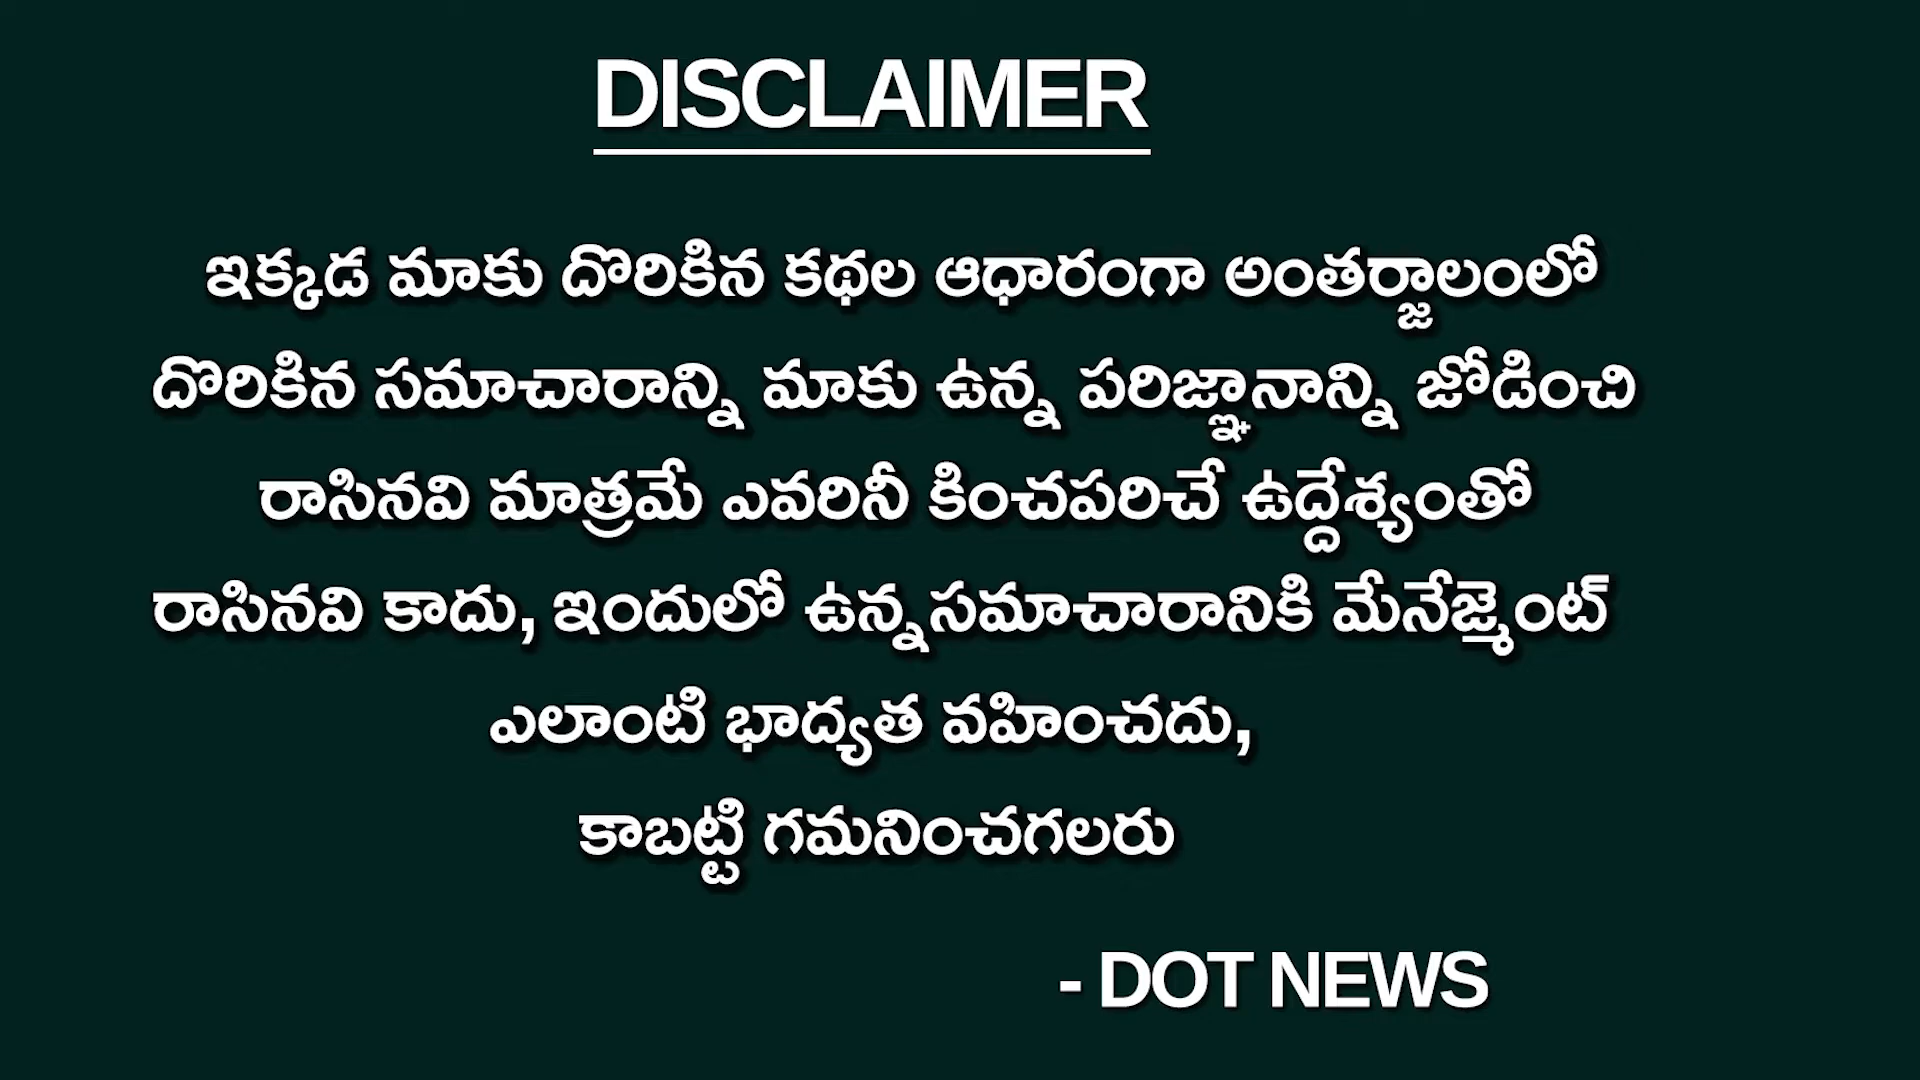 DISCLAIMER
ఇక్కడ మాకు దొరికిన కథల ఆధారంగా అంతర్జాలంలో
దొరికిన సమాచారాన్ని మాకు ఉన్న పరిజ్ఞానాన్ని జోడించి
రాసినవి మాత్రమే ఎవరినీ కించపరిచే ఉద్దేశ్యంతో
రాసినవి కాదు, ఇందులో ఉన్నసమాచారానికి మేనేజ్మెంట్
ఎలాంటి భాద్యత వహించదు,
కాబట్టి గమనించగలరు
- DOT NEWS